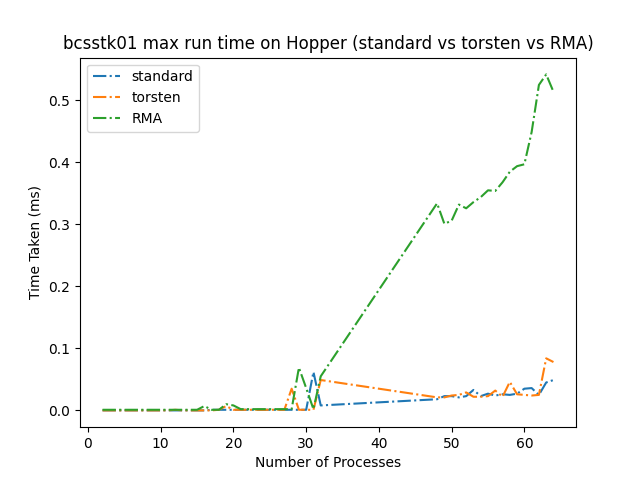 bcsstk01 max run time on Hopper (standard vs torsten vs RMA)
standard
torsten
RMA
Time Taken (ms)
0.5
0.4
0.3
0.2
0.1
0.0
0 10 20 30 40 50 60
Number of Processes